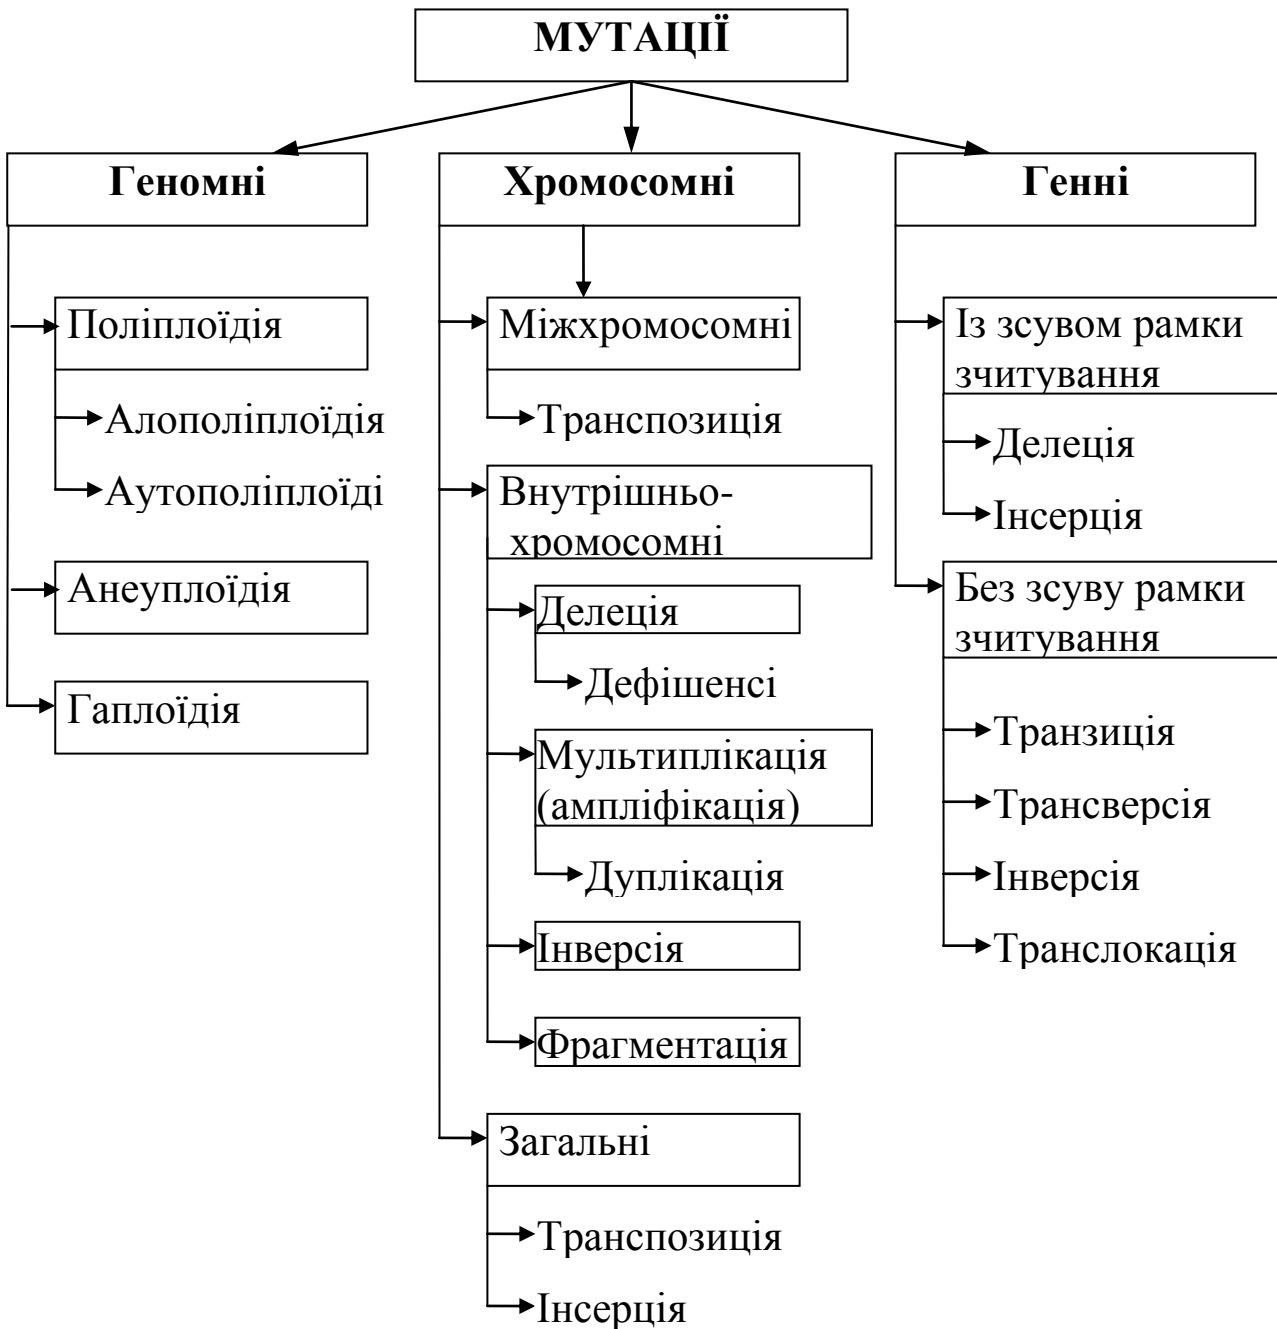 МУТАЦІЇ
Геномні
Поліплоїдія
Алополіплоїдія
Аутополіплоїді
Анеуплоїдія
Гаплоїдія
Хромосомні
Міжхромосомні
Транспозиція
Внутрішньо-
хромосомні
Делеція
Дефішенсі
Мультиплікація
(ампліфікація)
Дуплікація
Інверсія
Фрагментація
Загальні
Транспозиція
Інсерція
Генні
Із зсувом рамки
зчитування
Делеція
Інсерція
Без зсуву рамки
зчитування
Транзиція
Трансверсія
Інверсія
Транслокація